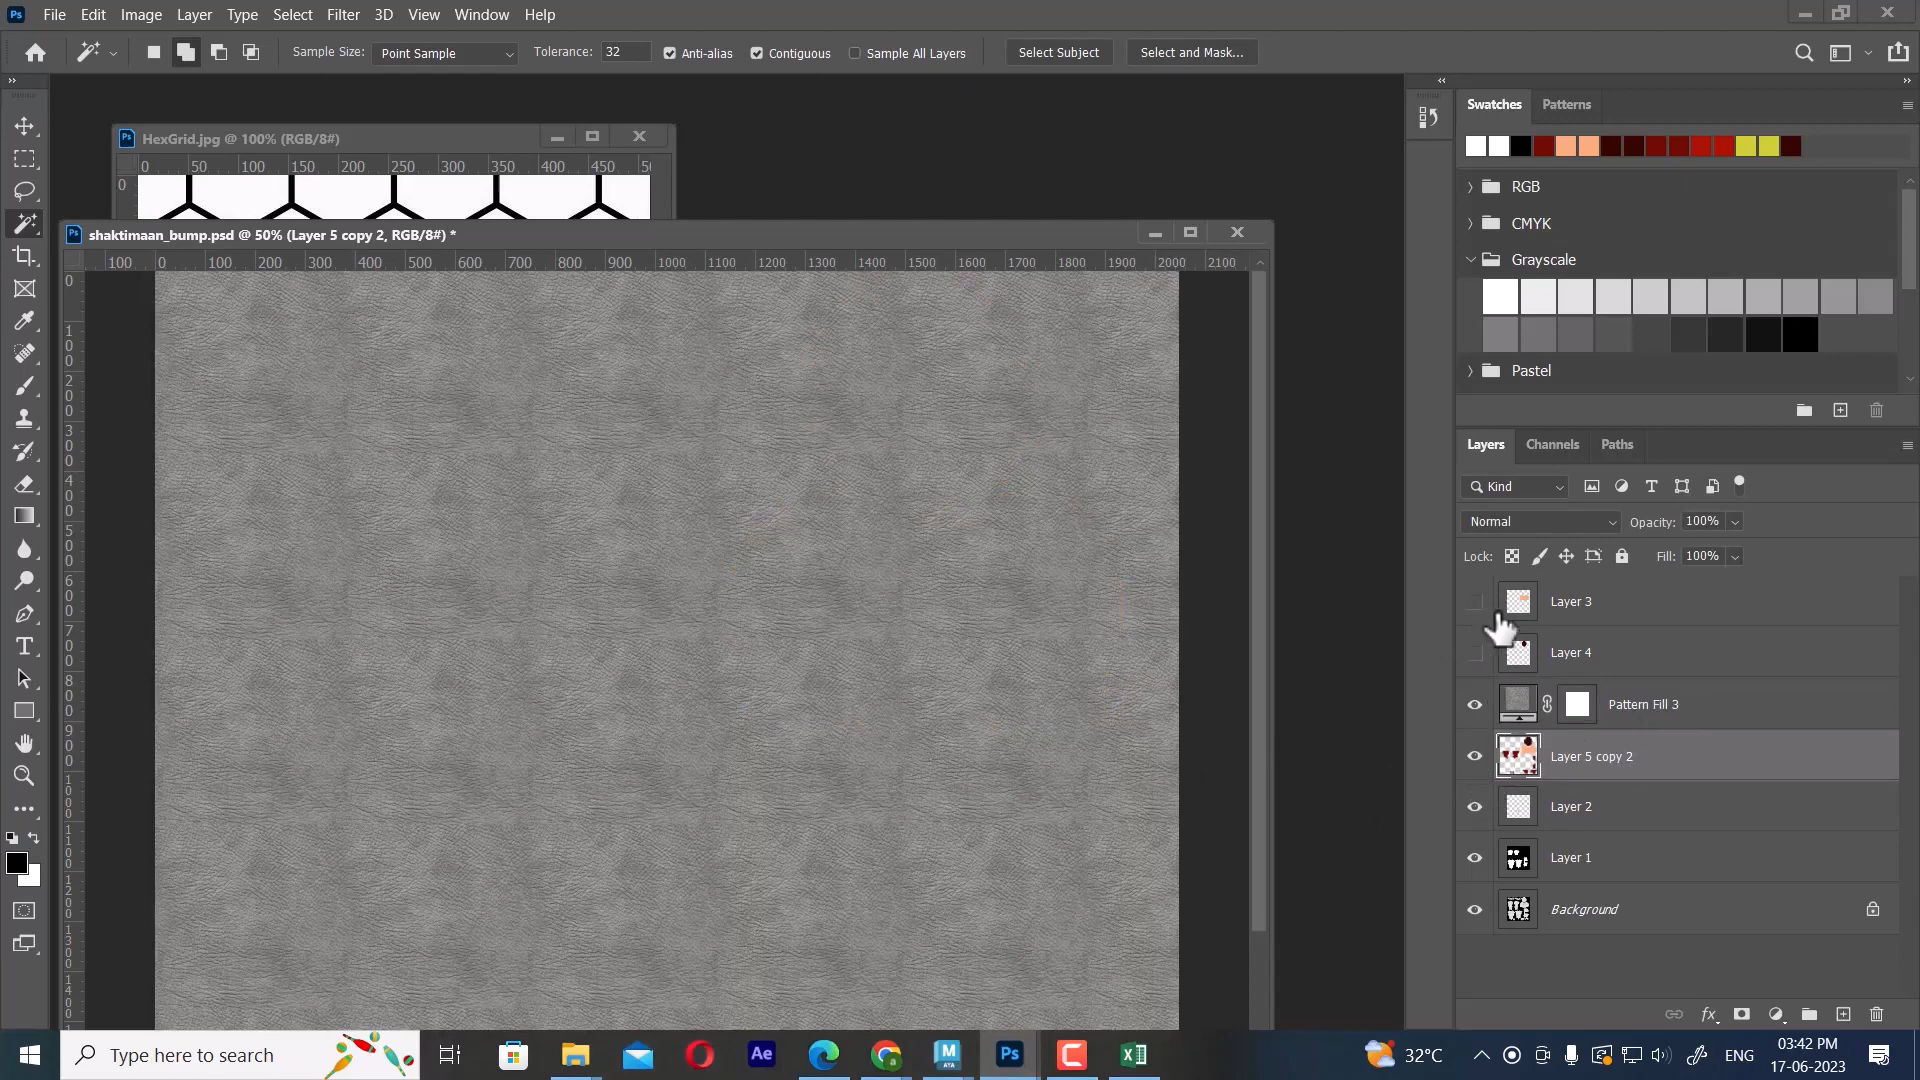 Ps File Edit Image Layer Type Select Filter 3D View Window Help
Sample Size: Point Sample Tolerance: 32 Anti-alias Contiguous Sample All Layers Select Subject Select and Mask...
Swatches Patterns
HexGrid.jpg @ 100% (RGB/8#)
0 50 100 150 200 250 300 350 400 450
0
RGB
CMYK
shaktimaan_bump.psd @ 50% (Layer 5 copy 2, RGB/8#) *
100 0 100 200 300 400 500 600 700 800 900 1000 1100 1200 1300 1400 1500 1600 1700 1800 1900 2000 2100
0
100
200
300
400
500
600
700
800
900
1000
1100
1200
1300
1400
Grayscale
Pastel
Layers Channels Paths
Kind
Normal Opacity: 100%
Lock: Fill: 100%
Layer 3
Layer 4
Pattern Fill 3
Layer 5 copy 2
Layer 2
Layer 1
Background
fx
Type here to search
Ae
AYA
Ps
32°C
ENG
03:42 PM
17-06-2023